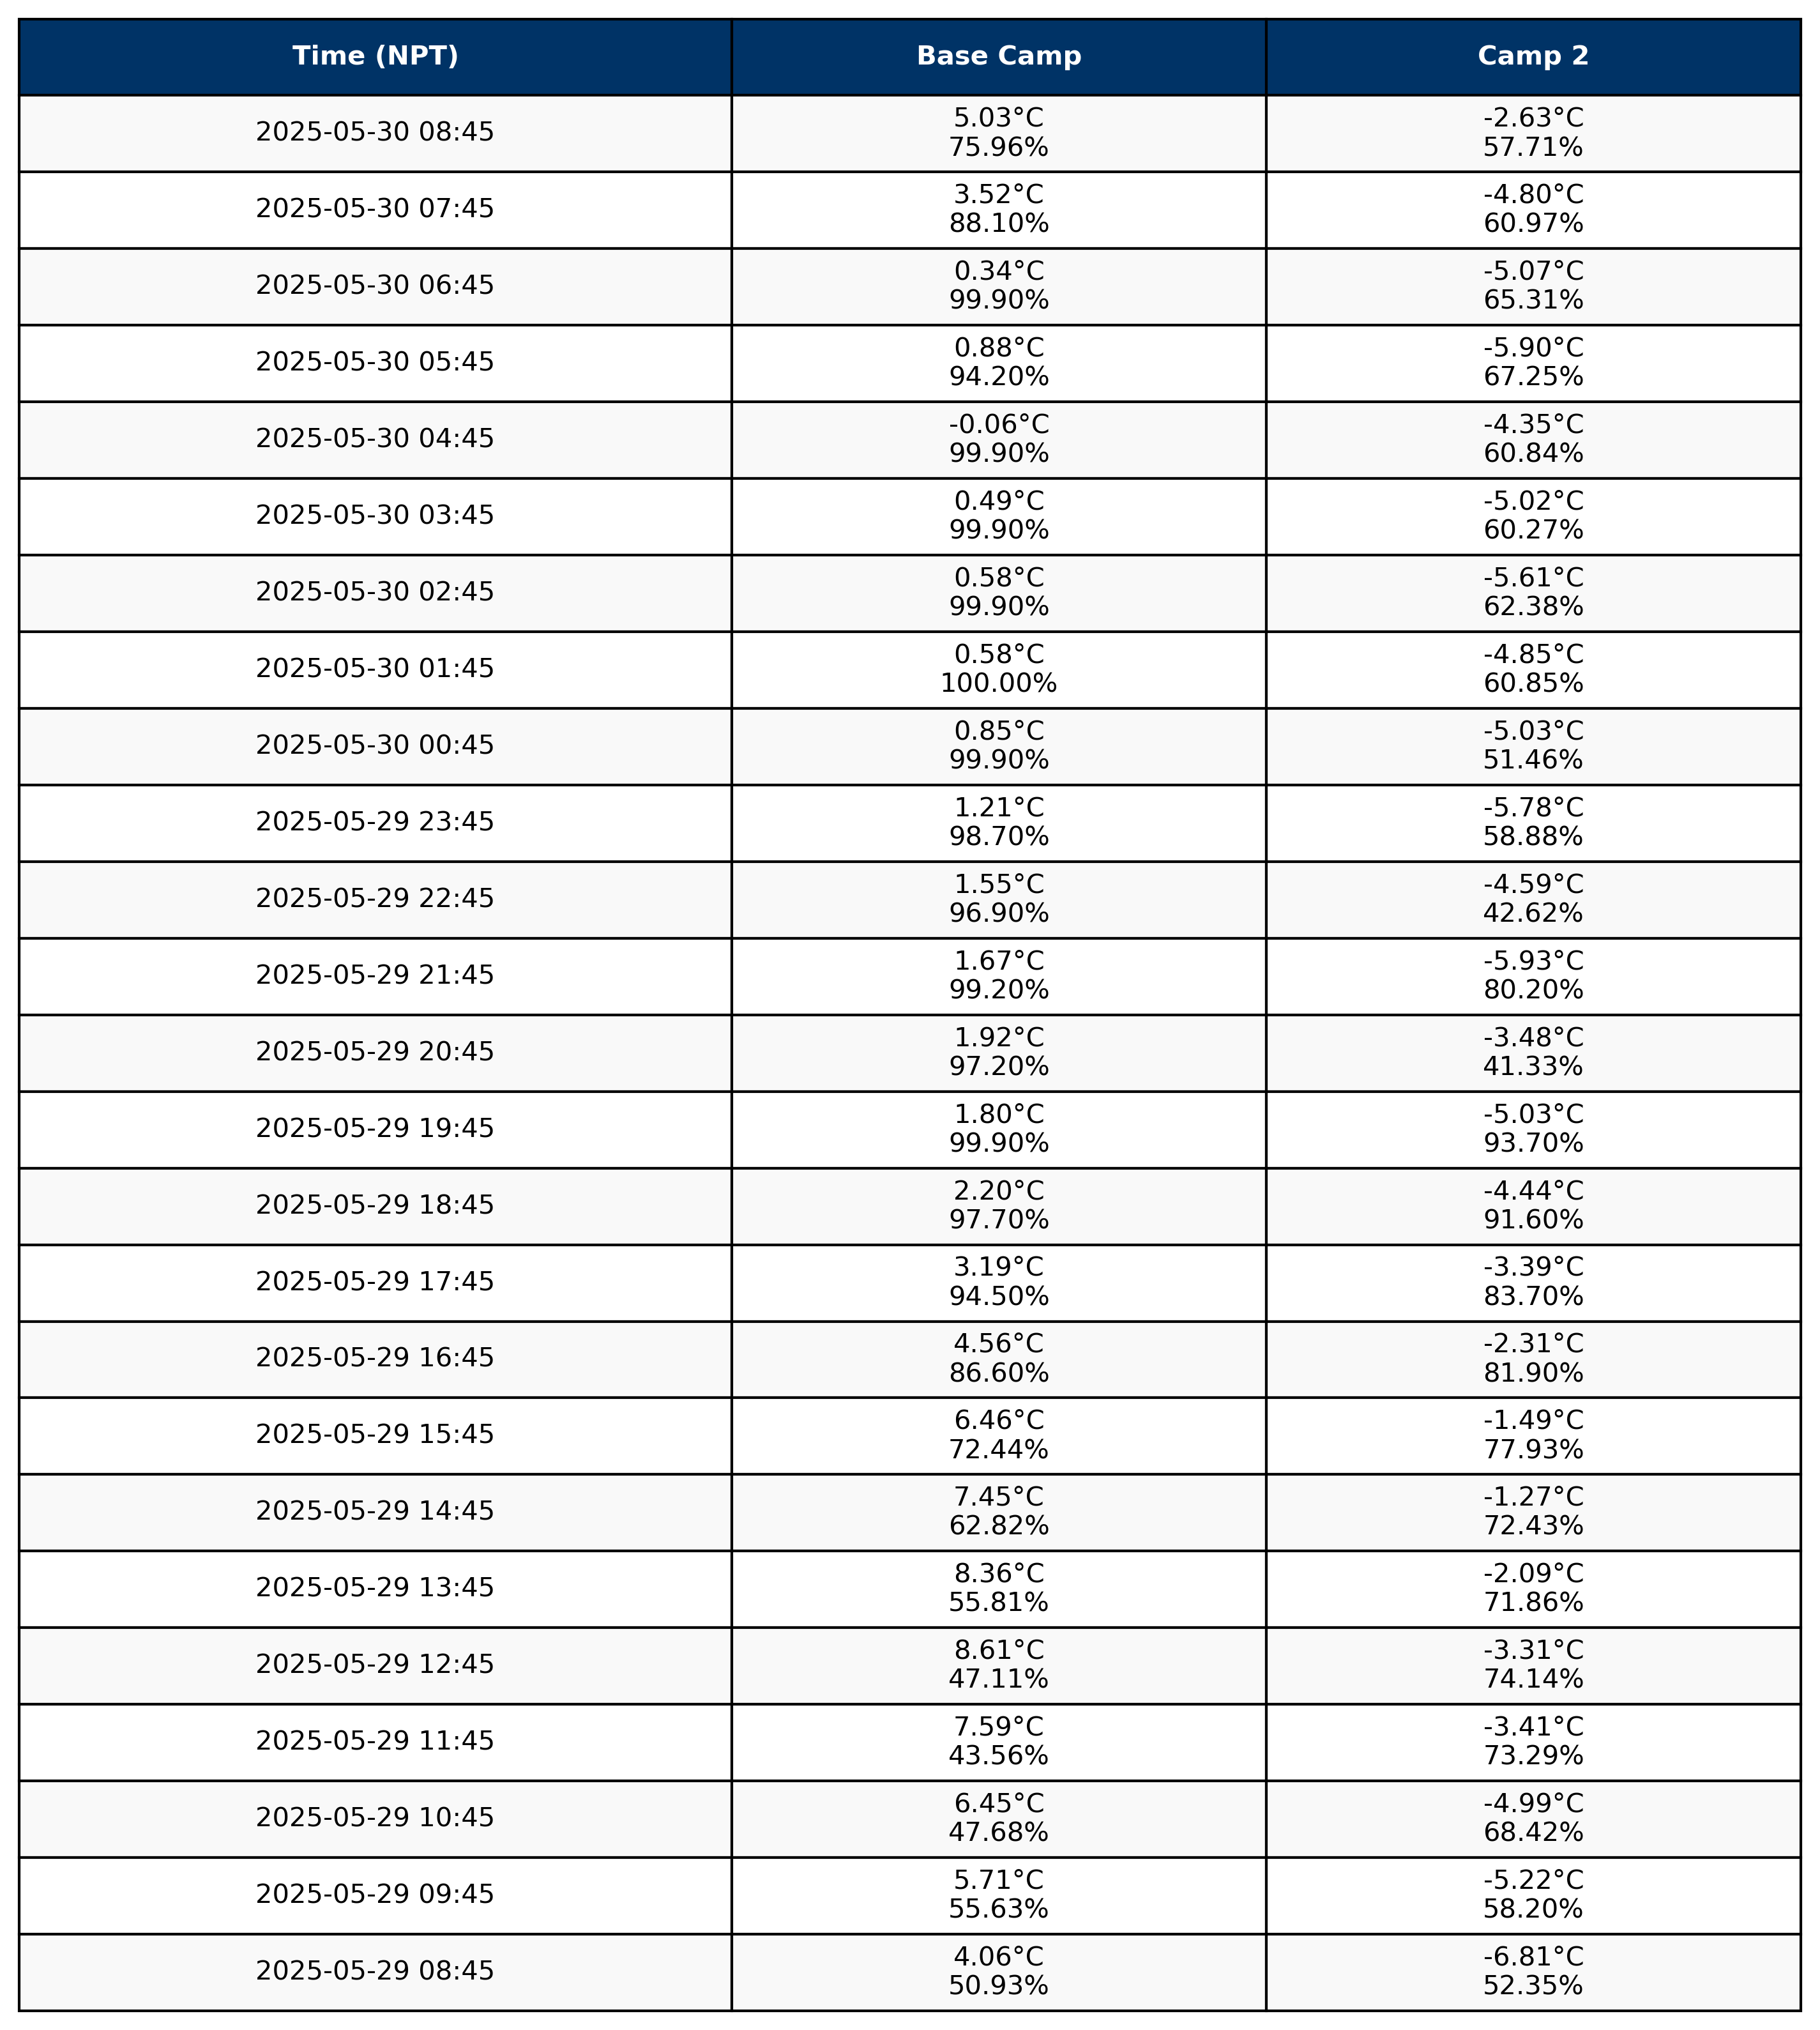 Time (NPT) Base Camp Camp 2
2025-05-30 08:45 5.03°C -2.63°C
75.96% 57.71%
2025-05-30 07:45 3.52°C -4.80°C
88.10% 60.97%
2025-05-30 06:45 0.34°C -5.07°C
99.90% 65.31%
2025-05-30 05:45 0.88°C -5.90°C
94.20% 67.25%
2025-05-30 04:45 -0.06°C -4.35°C
99.90% 60.84%
2025-05-30 03:45 0.49°C -5.02°C
99.90% 60.27%
2025-05-30 02:45 0.58°C -5.61°C
99.90% 62.38%
2025-05-30 01:45 0.58°C -4.85°C
100.00% 60.85%
2025-05-30 00:45 0.85°C -5.03°C
99.90% 51.46%
2025-05-29 23:45 1.21°C -5.78°C
98.70% 58.88%
2025-05-29 22:45 1.55°C -4.59°C
96.90% 42.62%
2025-05-29 21:45 1.67°C -5.93°C
99.20% 80.20%
2025-05-29 20:45 1.92°C -3.48°C
97.20% 41.33%
2025-05-29 19:45 1.80°C -5.03°C
99.90% 93.70%
2025-05-29 18:45 2.20°C -4.44°C
97.70% 91.60%
2025-05-29 17:45 3.19°C -3.39°C
94.50% 83.70%
2025-05-29 16:45 4.56°C -2.31°C
86.60% 81.90%
2025-05-29 15:45 6.46°C -1.49°C
72.44% 77.93%
2025-05-29 14:45 7.45°C -1.27°C
62.82% 72.43%
2025-05-29 13:45 8.36°C -2.09°C
55.81% 71.86%
2025-05-29 12:45 8.61°C -3.31°C
47.11% 74.14%
2025-05-29 11:45 7.59°C -3.41°C
43.56% 73.29%
2025-05-29 10:45 6.45°C -4.99°C
47.68% 68.42%
2025-05-29 09:45 5.71°C -5.22°C
55.63% 58.20%
2025-05-29 08:45 4.06°C -6.81°C
50.93% 52.35%